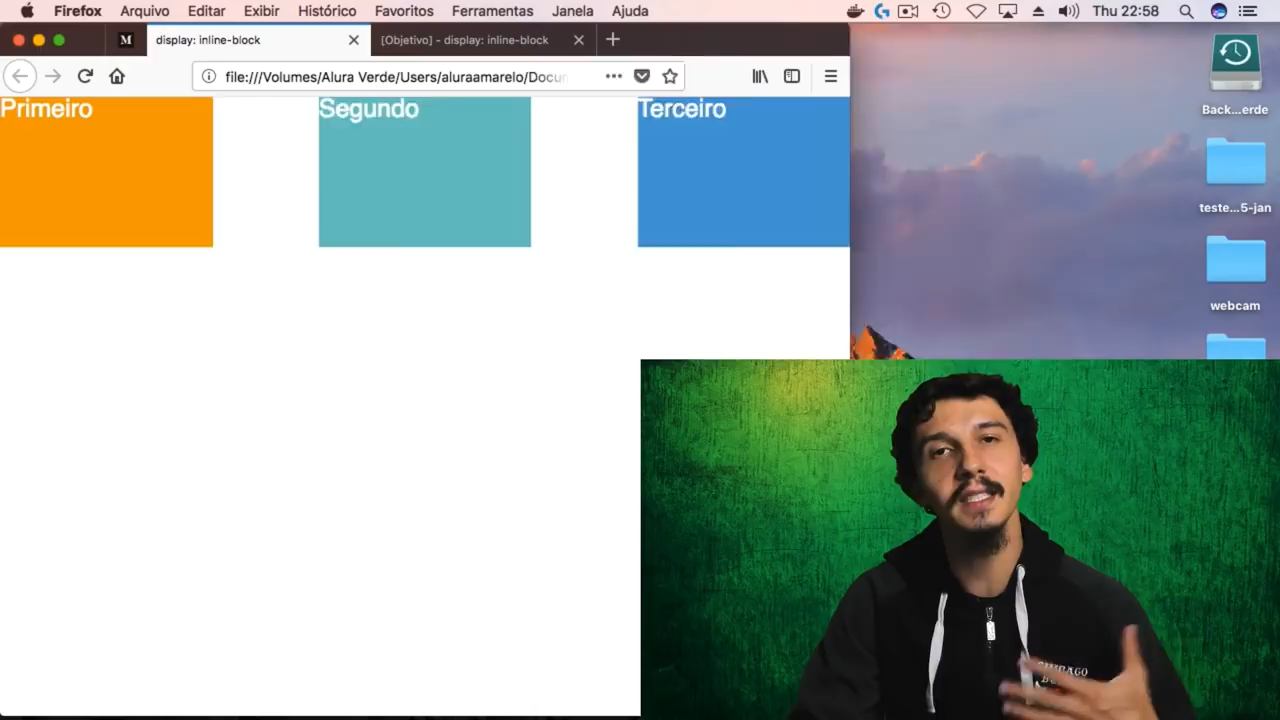 Firefox Arquivo Editar Exibir Histórico Favoritos Ferramentas Janela Ajuda Thu 22:58
M display: inline-block [Objetivo] - display: inline-block
file:///Volumes/Alura Verde/Users/aluraamarelo/Docu
Primeiro Segundo Terceiro
Back...erde
teste...5-jan
webcam
CHICAGO